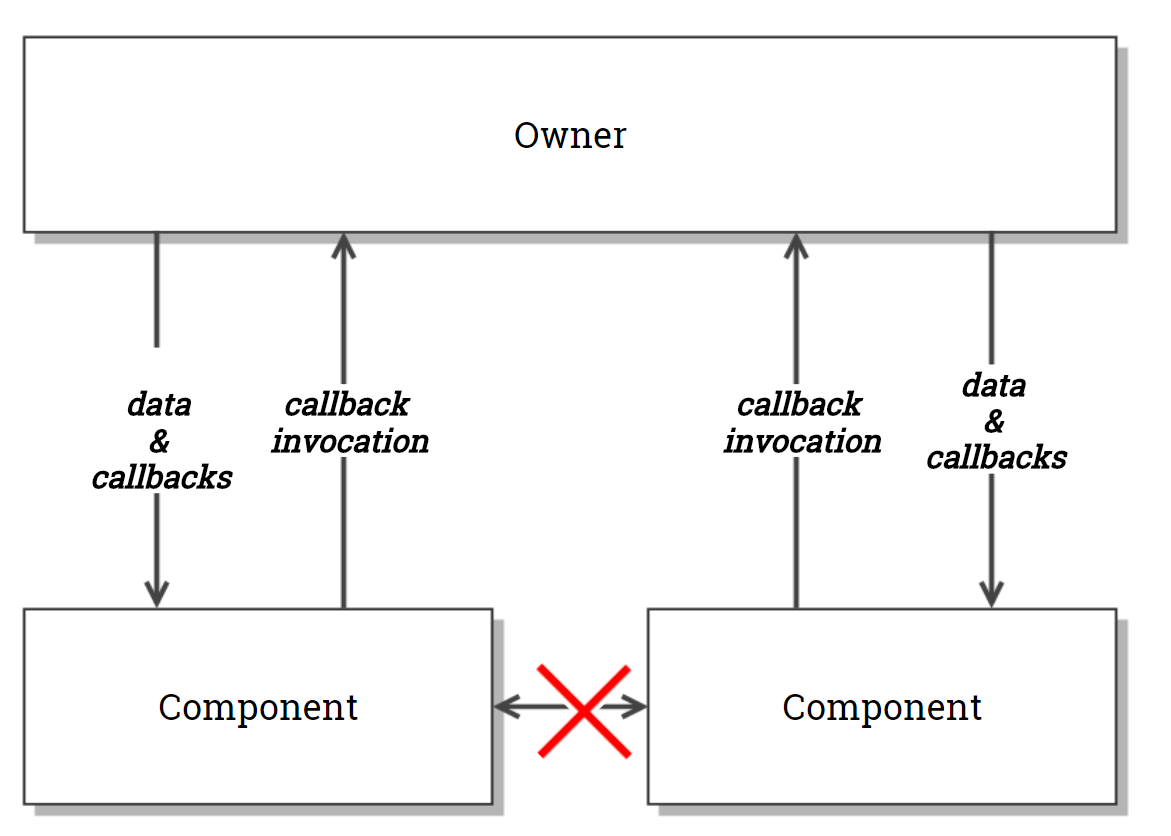 Owner
data
&
callbacks
callback
invocation
callback
invocation
data
&
callbacks
Component
Component